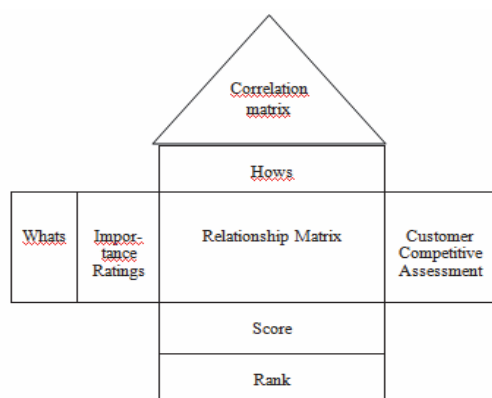 Correlation
matrix
Hows
Whats
Impor-
tance
Ratings
Relationship Matrix
Customer
Competitive
Assessment
Score
Rank